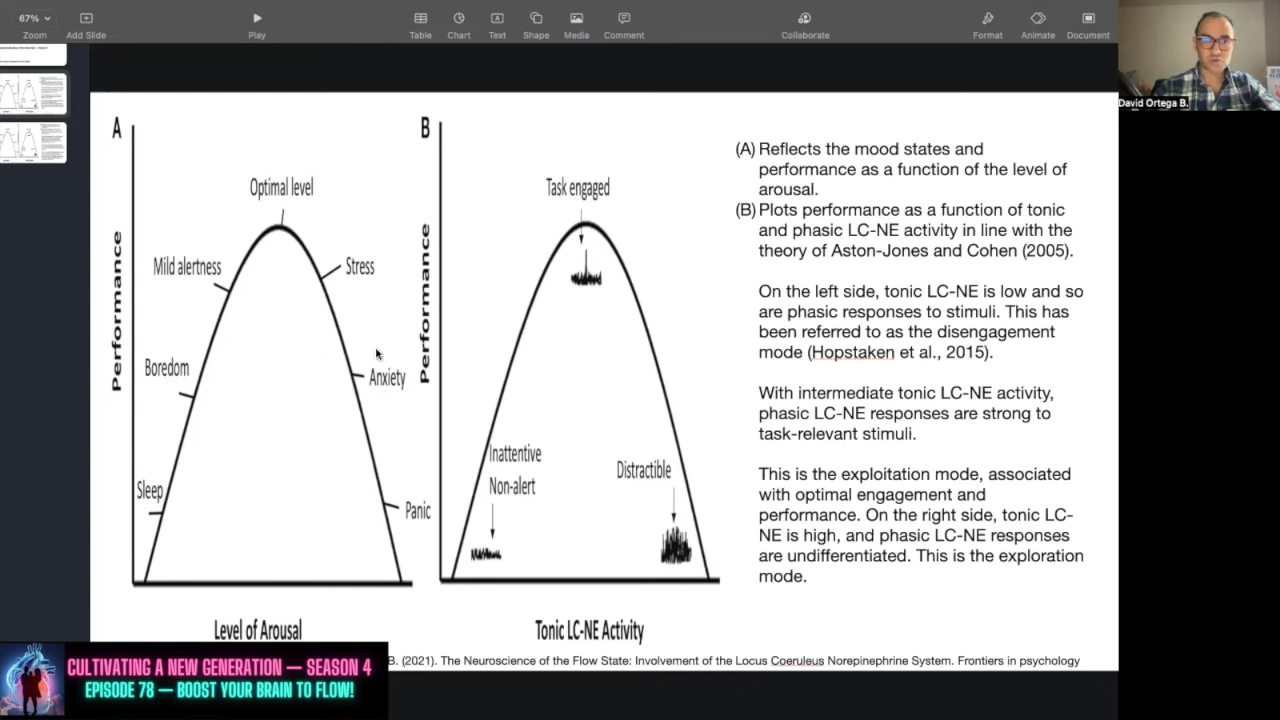 67%
Zoom
Add Slide
Play
Table
Chart
Text
Shape
Media
Comment
Collaborate
Format
Animate
Document
David Ortega B.
A
Performance
Optimal level
Mild alertness
Stress
Boredom
Anxiety
Sleep
Panic
Level of Arousal
B
Performance
Task engaged
Inattentive
Non-alert
Distractible
Tonic LC-NE Activity
(A) Reflects the mood states and
performance as a function of the level of
arousal.
(B) Plots performance as a function of tonic
and phasic LC-NE activity in line with the
theory of Aston-Jones and Cohen (2005).
On the left side, tonic LC-NE is low and so
are phasic responses to stimuli. This has
been referred to as the disengagement
mode (Hopstaken et al., 2015).
With intermediate tonic LC-NE activity,
phasic LC-NE responses are strong to
task-relevant stimuli.
This is the exploitation mode, associated
with optimal engagement and
performance. On the right side, tonic LC-
NE is high, and phasic LC-NE responses
are undifferentiated. This is the exploration
mode.
B. (2021). The Neuroscience of the Flow State: Involvement of the Locus Coeruleus Norepinephrine System. Frontiers in psychology
CULTIVATING A NEW GENERATION — SEASON 4
EPISODE 78 — BOOST YOUR BRAIN TO FLOW!